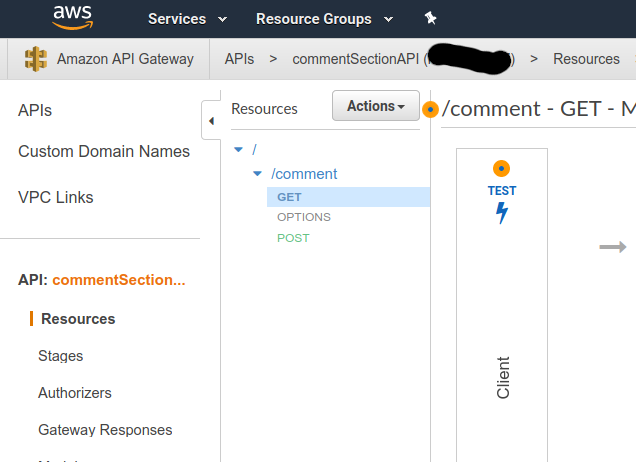 aws
Services
Resource Groups
Amazon API Gateway
APIs > commentSectionAPI ( ) > Resources
APIs
Custom Domain Names
VPC Links
API: commentSection...
Resources
Stages
Authorizers
Gateway Responses
Resources
Actions
/
/comment
GET
OPTIONS
POST
/comment - GET - M
TEST
Client